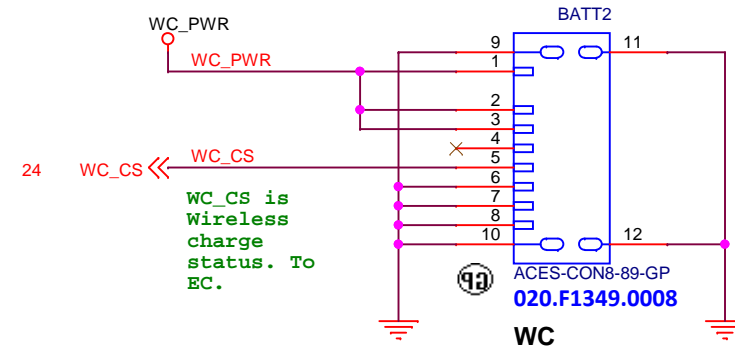 BATT2
WC_PWR
WC_PWR
9
11
1
2
3
4
5
24
WC_CS
WC_CS
6
7
8
10
12
WC_CS is
Wireless
charge
status. To
EC.
GP
ACES-CON8-89-GP
020.F1349.0008
WC